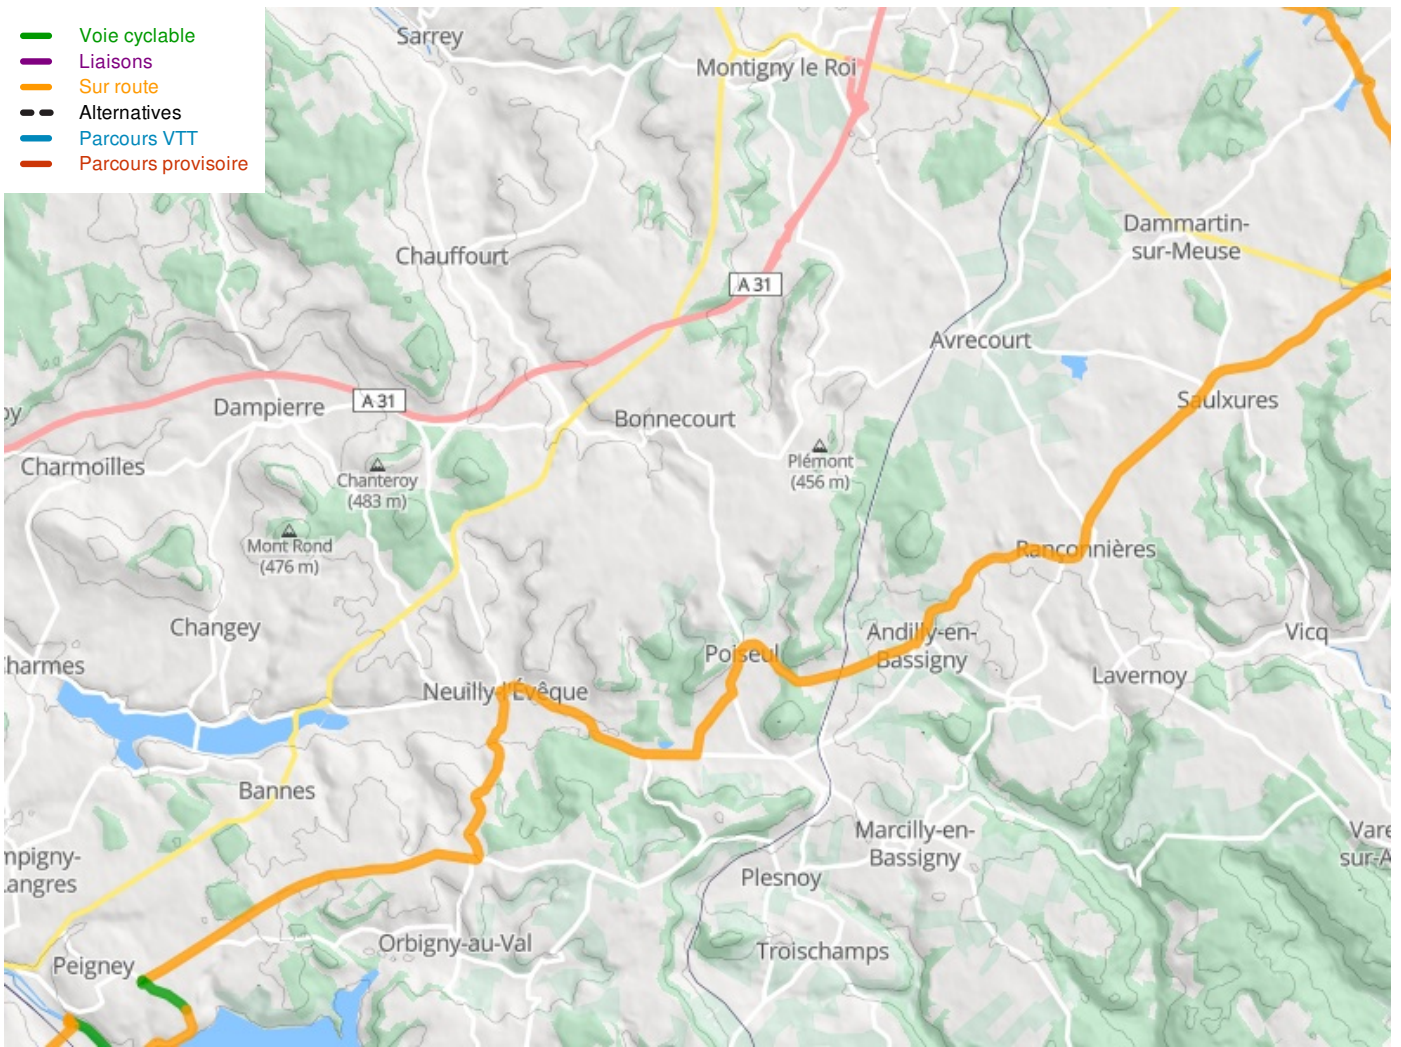 Voie cyclable
Liaisons
Sur route
Alternatives
Parcours VTT
Parcours provisoire
Sarrey
Montigny le Roi
Dammartin-
sur-Meuse
Chauffourt
A 31
Avrecourt
A 31
Dampierre
Saulxures
Bonnecourt
Charmoilles
Plémont
(456 m)
Chanteroy
(483 m)
Mont Rond
(476 m)
Rançonnières
Changey
Andilly-en-
Bassigny
Vicq
Poiseul
Charmes
Lavernoy
Neuilly-l'Évêque
Bannes
Marcilly-en-
Bassigny
Plesnoy
Orbigny-au-Val
Troischamps
Peigney